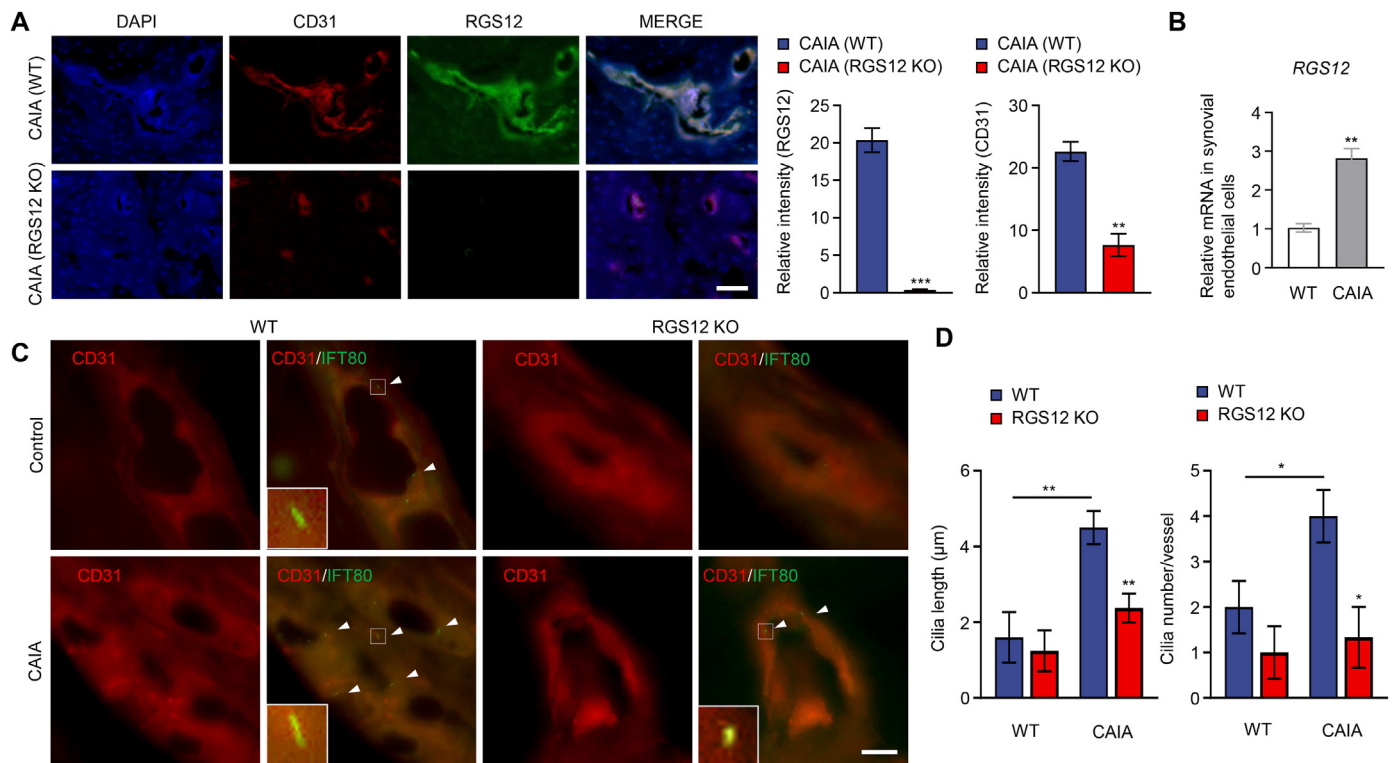 A
DAPI
CD31
RGS12
MERGE
CAIA (WT)
CAIA (RGS12 KO)
CAIA (WT)
CAIA (RGS12 KO)
Relative intensity (RGS12)
25
20
15
10
5
0
***
CAIA (WT)
CAIA (RGS12 KO)
Relative intensity (CD31)
30
20
10
0
**
B
RGS12
Relative mRNA in synovial
endothelial cells
4
3
2
1
0
**
WT
CAIA
C
WT
RGS12 KO
Control
CD31
CD31/IFT80
CD31
CD31/IFT80
CAIA
CD31
CD31/IFT80
CD31
CD31/IFT80
D
WT
RGS12 KO
Cilia length (µm)
6
4
2
0
**
**
WT
CAIA
WT
RGS12 KO
Cilia number/vessel
5
4
3
2
1
0
*
*
WT
CAIA